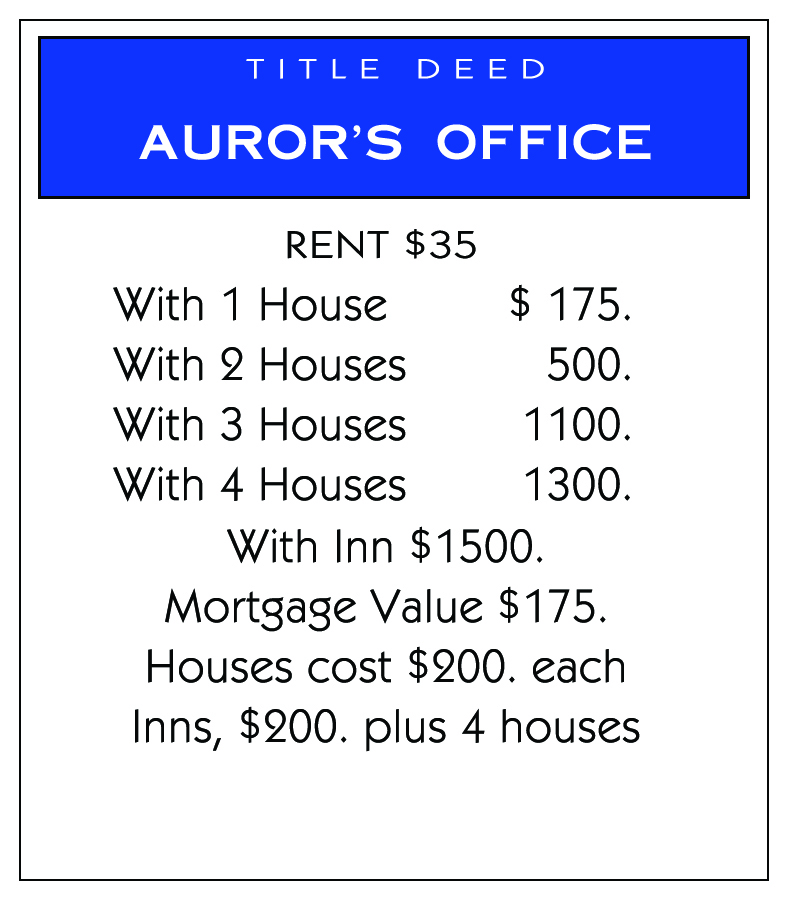 TITLE DEED
AUROR’S OFFICE
RENT $35
With 1 House $ 175.
With 2 Houses 500.
With 3 Houses 1100.
With 4 Houses 1300.
With Inn $1500.
Mortgage Value $175.
Houses cost $200. each
Inns, $200. plus 4 houses